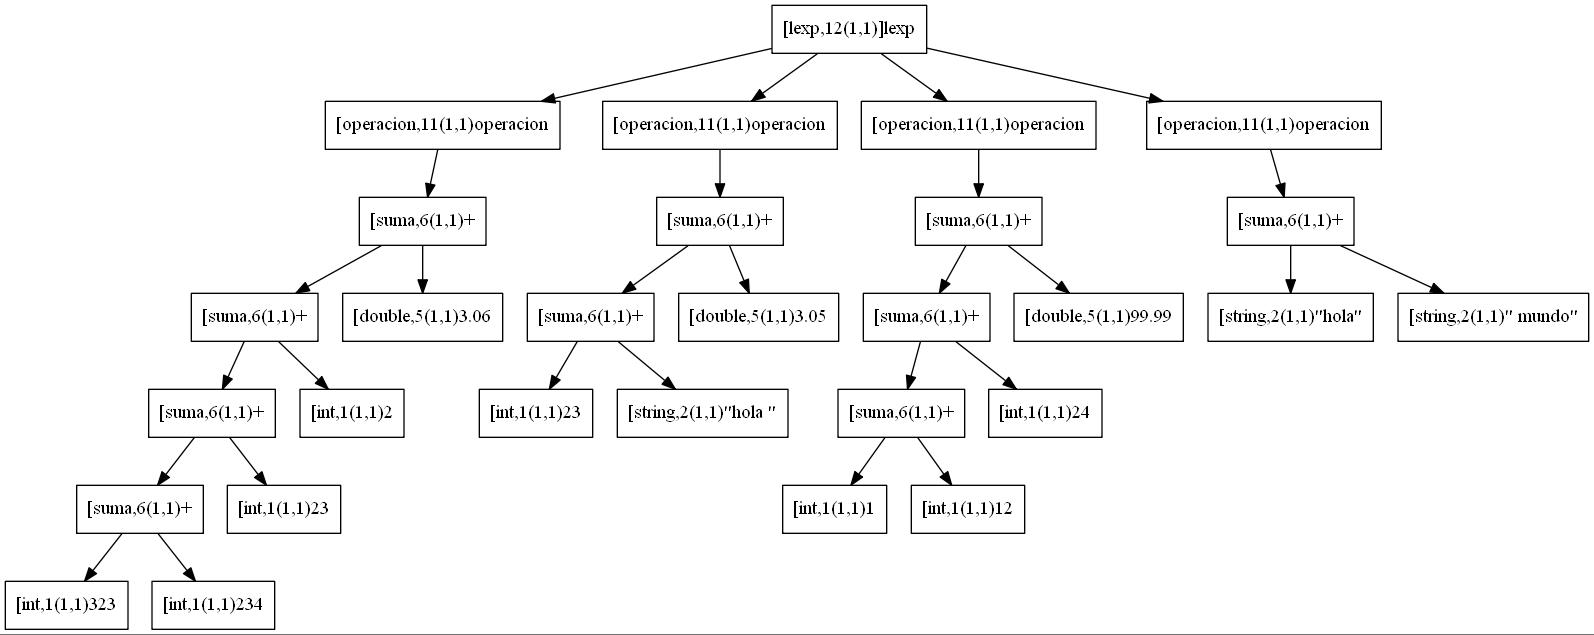 [lexp,12(1,1)]lexp
[operacion,11(1,1)operacion
[operacion,11(1,1)operacion
[operacion,11(1,1)operacion
[operacion,11(1,1)operacion
[suma,6(1,1)+
[suma,6(1,1)+
[suma,6(1,1)+
[suma,6(1,1)+
[suma,6(1,1)+
[double,5(1,1)3.06
[suma,6(1,1)+
[double,5(1,1)3.05
[suma,6(1,1)+
[double,5(1,1)99.99
[string,2(1,1)"hola"
[string,2(1,1)" mundo"
[suma,6(1,1)+
[int,1(1,1)2
[int,1(1,1)23
[string,2(1,1)"hola "
[suma,6(1,1)+
[int,1(1,1)24
[suma,6(1,1)+
[int,1(1,1)23
[int,1(1,1)1
[int,1(1,1)12
[int,1(1,1)323
[int,1(1,1)234